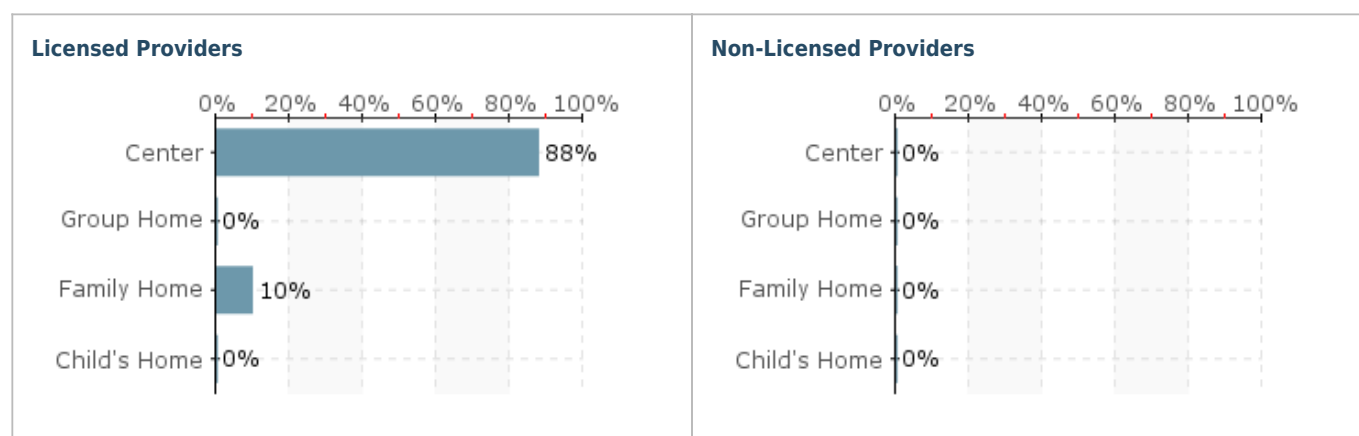 Licensed Providers
0% 20% 40% 60% 80% 100%
Center 88%
Group Home 0%
Family Home 10%
Child's Home 0%
Non-Licensed Providers
0% 20% 40% 60% 80% 100%
Center 0%
Group Home 0%
Family Home 0%
Child's Home 0%